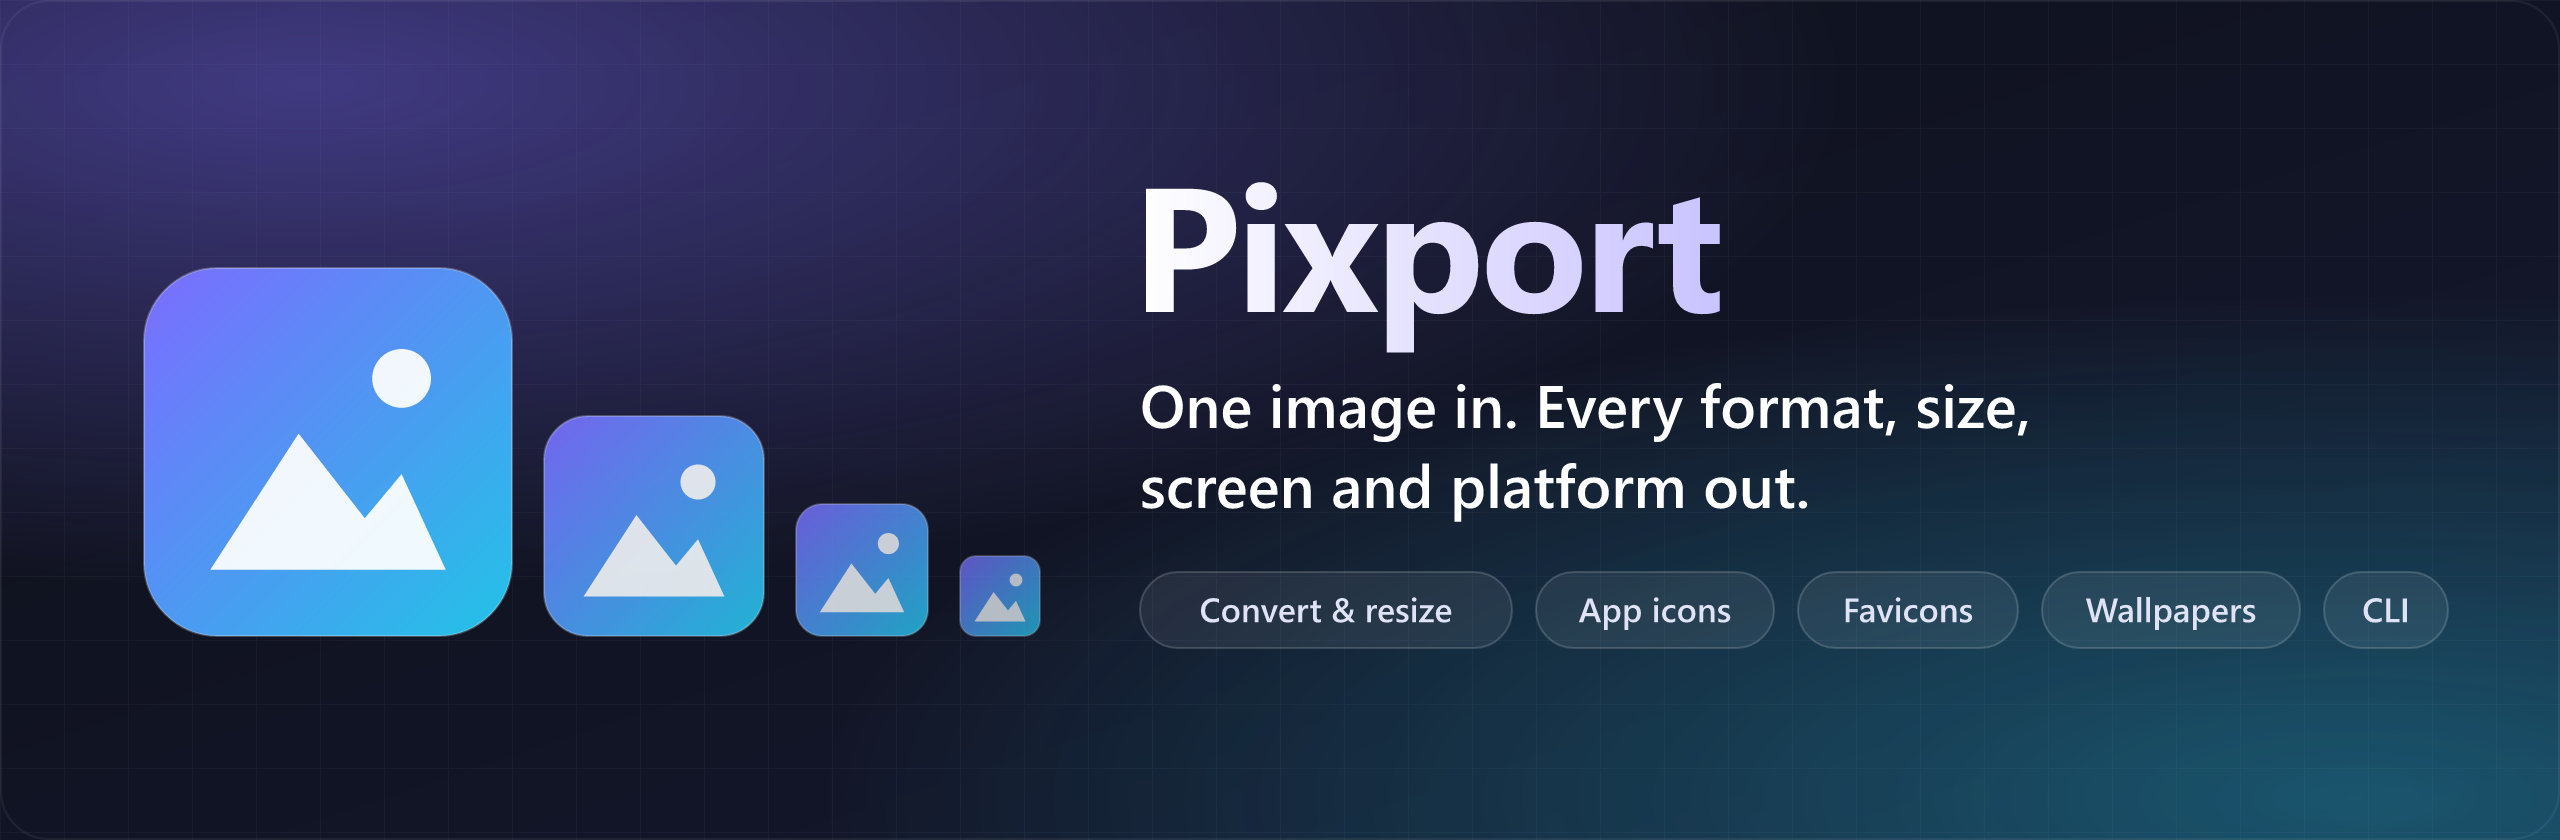 Pixport
One image in. Every format, size,
screen and platform out.
Convert & resize
App icons
Favicons
Wallpapers
CLI